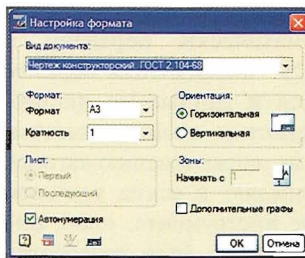 Настройка формата
Вид документа:
Чертеж конструкторский. ГОСТ 2.104-68
Формат:
Формат А3
Кратность 1
Ориентация:
Горизонтальная
Вертикальная
Лист:
Первый
Последующий
Зоны:
Начинать с 1
Автонумерация
Дополнительные графы
OK Отмена